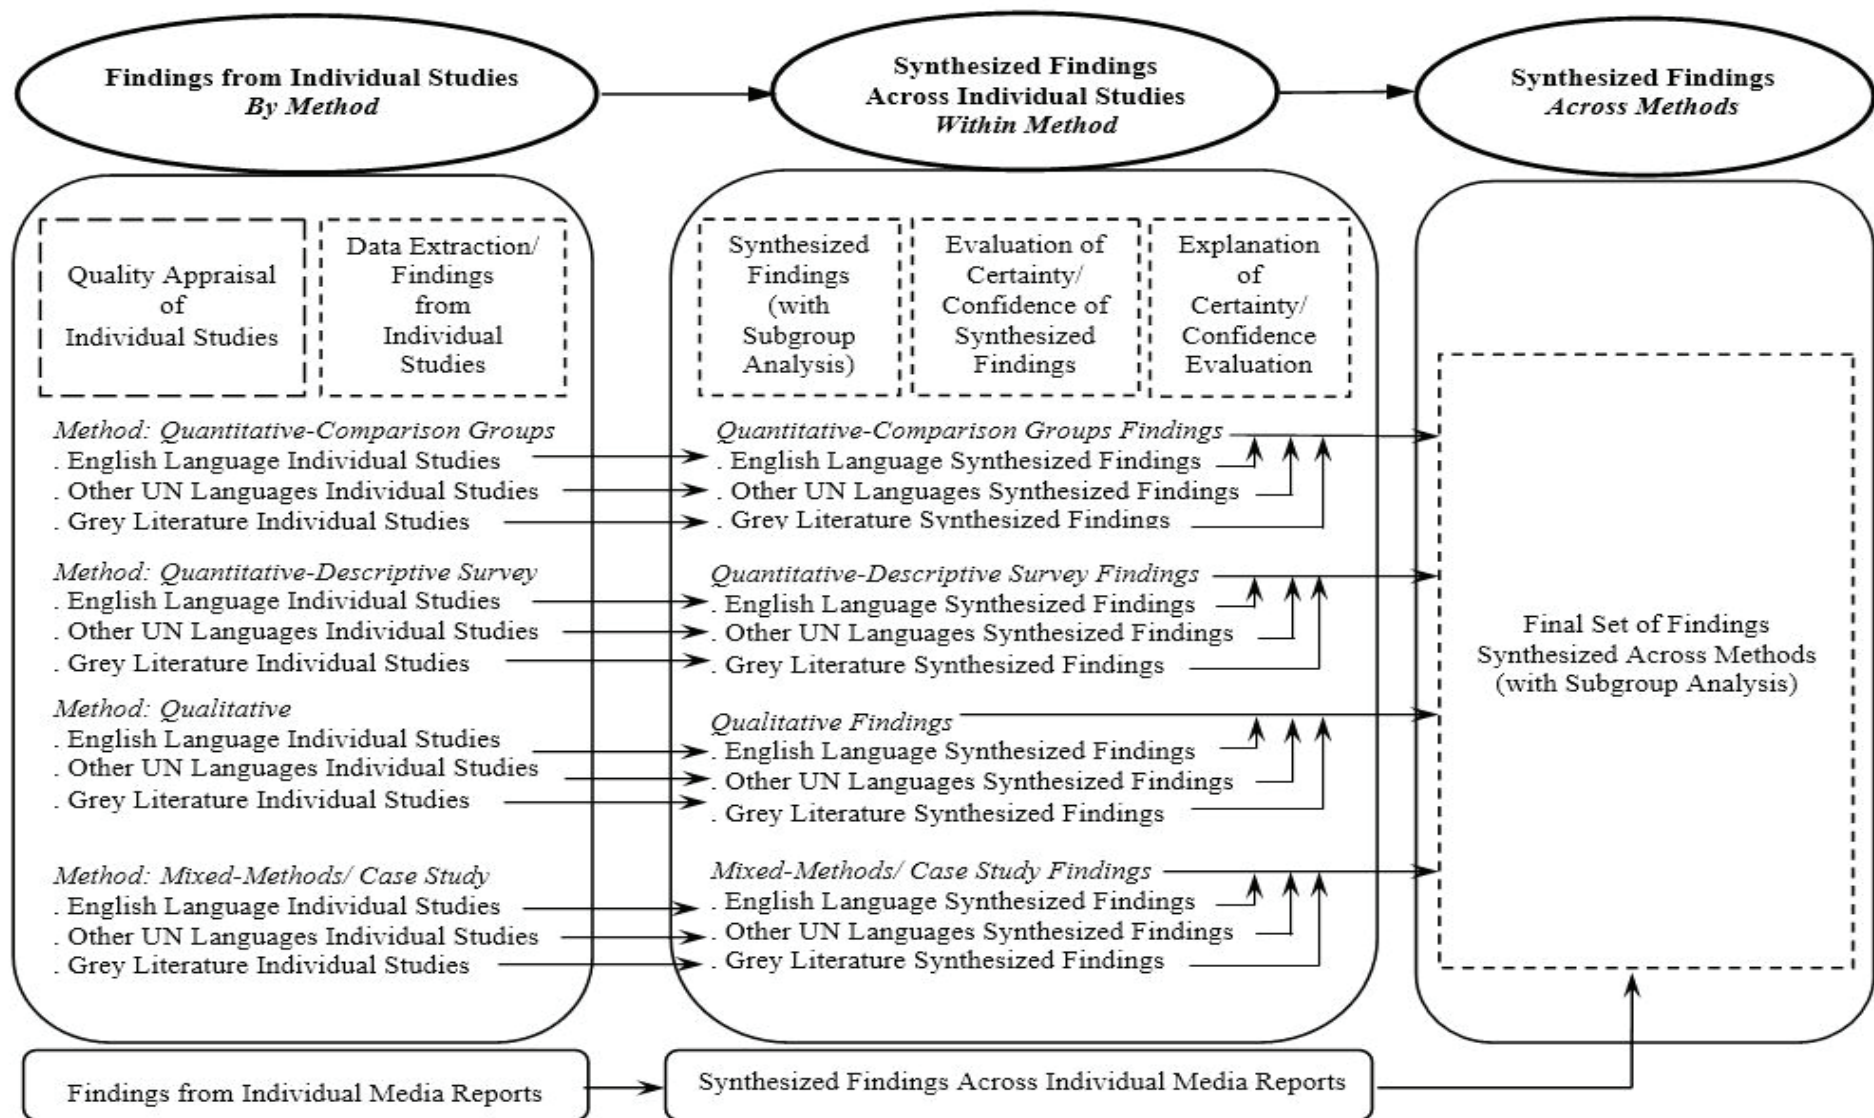 Findings from Individual Studies
By Method
Synthesized Findings
Across Individual Studies
Within Method
Synthesized Findings
Across Methods
Quality Appraisal
of
Individual Studies
Data Extraction/
Findings
from
Individual
Studies
Method: Quantitative-Comparison Groups
. English Language Individual Studies
. Other UN Languages Individual Studies
. Grey Literature Individual Studies
Method: Quantitative-Descriptive Survey
. English Language Individual Studies
. Other UN Languages Individual Studies
. Grey Literature Individual Studies
Method: Qualitative
. English Language Individual Studies
. Other UN Languages Individual Studies
. Grey Literature Individual Studies
Method: Mixed-Methods/ Case Study
. English Language Individual Studies
. Other UN Languages Individual Studies
. Grey Literature Individual Studies
Synthesized
Findings
(with
Subgroup
Analysis)
Evaluation of
Certainty/
Confidence of
Synthesized
Findings
Explanation
of
Certainty/
Confidence
Evaluation
Quantitative-Comparison Groups Findings
. English Language Synthesized Findings
. Other UN Languages Synthesized Findings
. Grey Literature Synthesized Findings
Quantitative-Descriptive Survey Findings
. English Language Synthesized Findings
. Other UN Languages Synthesized Findings
. Grey Literature Synthesized Findings
Qualitative Findings
. English Language Synthesized Findings
. Other UN Languages Synthesized Findings
. Grey Literature Synthesized Findings
Mixed-Methods/ Case Study Findings
. English Language Synthesized Findings
. Other UN Languages Synthesized Findings
. Grey Literature Synthesized Findings
Final Set of Findings
Synthesized Across Methods
(with Subgroup Analysis)
Findings from Individual Media Reports
Synthesized Findings Across Individual Media Reports